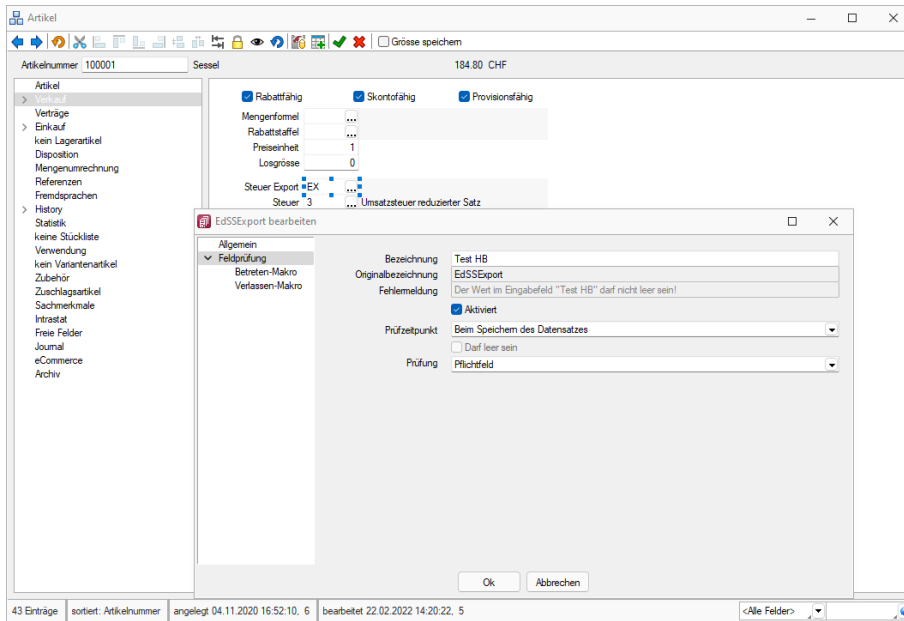 Artikel
Grösse speichern
Artikelnummer 100001 Sessel 184.80 CHF
Artikel
Verkauf
Verträge
Einkauf
kein Lagerartikel
Disposition
Mengenumrechnung
Referenzen
Fremdsprachen
History
Statistik
keine Stückliste
Verwendung
kein Variantenartikel
Zubehör
Zuschlagsartikel
Sachmerkmale
Intrastat
Freie Felder
Journal
eCommerce
Archiv
Rabattfähig Skontofähig Provisionsfähig
Mengenformel ...
Rabattstaffel ...
Preiseinheit 1
Losgrösse 0
Steuer Export EX ...
Steuer 3 ... Umsatzsteuer reduzierter Satz
EdSSExport bearbeiten
Allgemein
Feldprüfung
Betreten-Makro
Verlassen-Makro
Bezeichnung Test HB
Originalbezeichnung EdSSExport
Fehlermeldung Der Wert im Eingabefeld "Test HB" darf nicht leer sein!
Aktiviert
Prüfzeitpunkt Beim Speichern des Datensatzes
Darf leer sein
Prüfung Pflichtfeld
Ok Abbrechen
43 Einträge sortiert: Artikelnummer angelegt 04.11.2020 16:52:10, 6 bearbeitet 22.02.2022 14:20:22, 5 <Alle Felder>